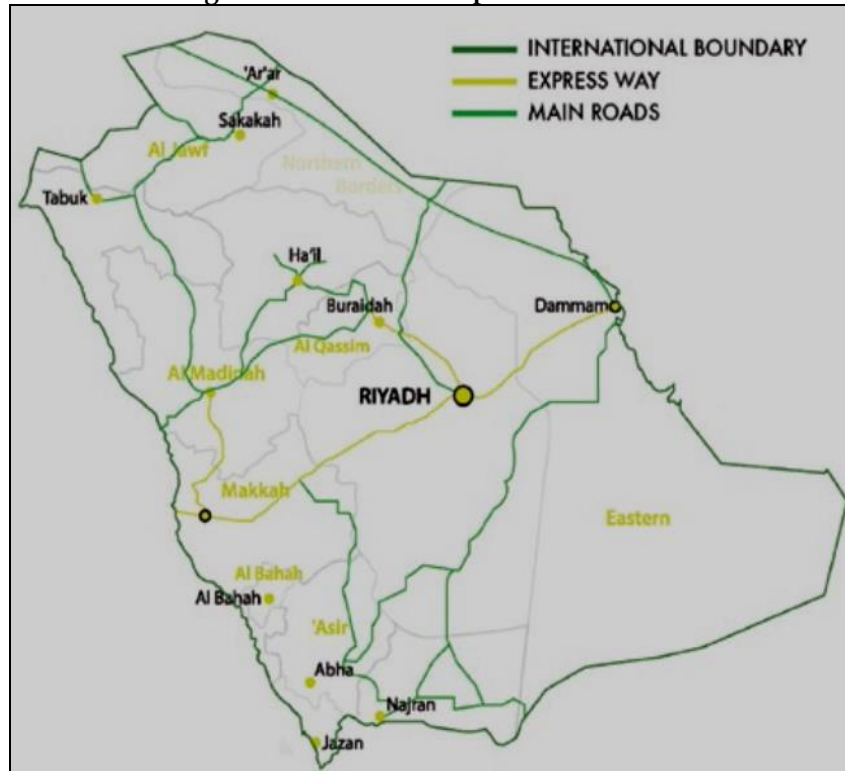 INTERNATIONAL BOUNDARY
EXPRESS WAY
MAIN ROADS
'Ar'ar
Sakakah
Al Jawf
Northern
Borders
Tabuk
Ha'il
Buraidah
Dammam
Al Qassim
Al Madinah
RIYADH
Makkah
Eastern
Al Bahah
Al Bahah
'Asir
Abha
Najran
Jazan